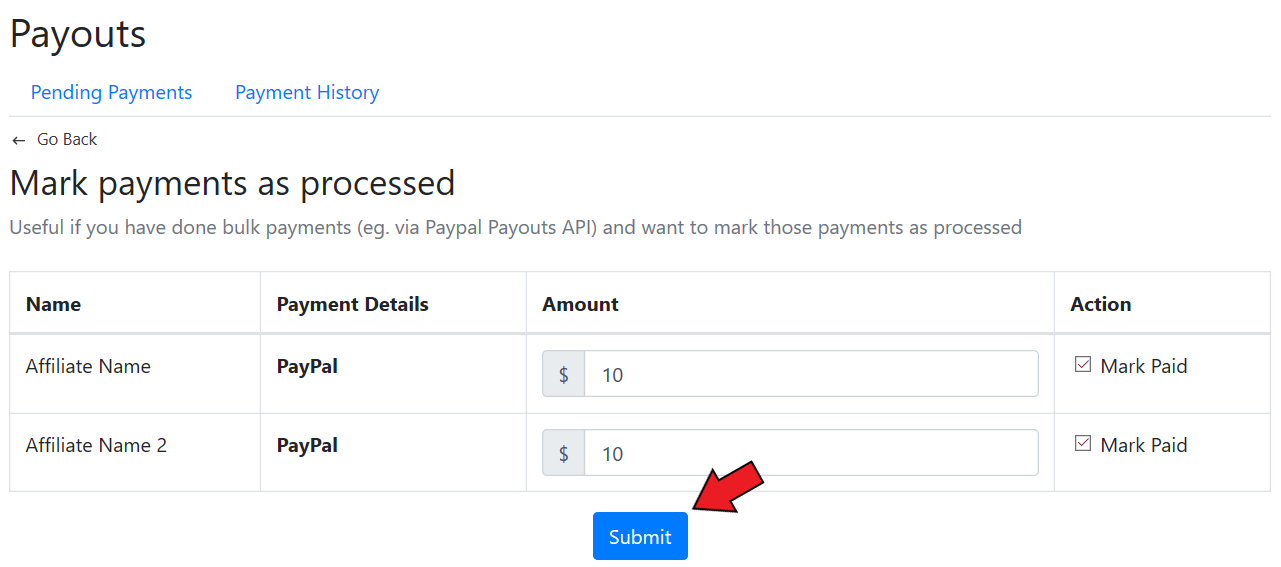 Payouts
Pending Payments Payment History
← Go Back
Mark payments as processed
Useful if you have done bulk payments (eg. via Paypal Payouts API) and want to mark those payments as processed
Name Payment Details Amount Action
Affiliate Name PayPal $ 10 Mark Paid
Affiliate Name 2 PayPal $ 10 Mark Paid
Submit